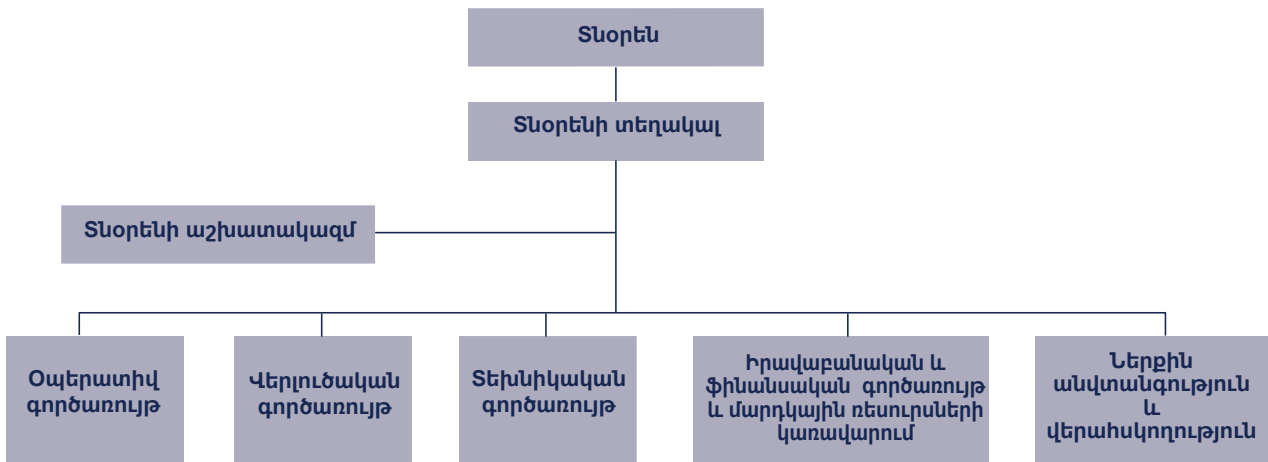 Տնօրեն
Տնօրենի տեղակալ
Տնօրենի աշխատակազմ
Օպերատիվ
գործառույթ
Վերլուծական
գործառույթ
Տեխնիկական
գործառույթ
Իրավաբանական և
ֆինանսական գործառույթ
և մարդկային ռեսուրսների
կառավարում
Ներքին
անվտանգություն
և
վերահսկողություն